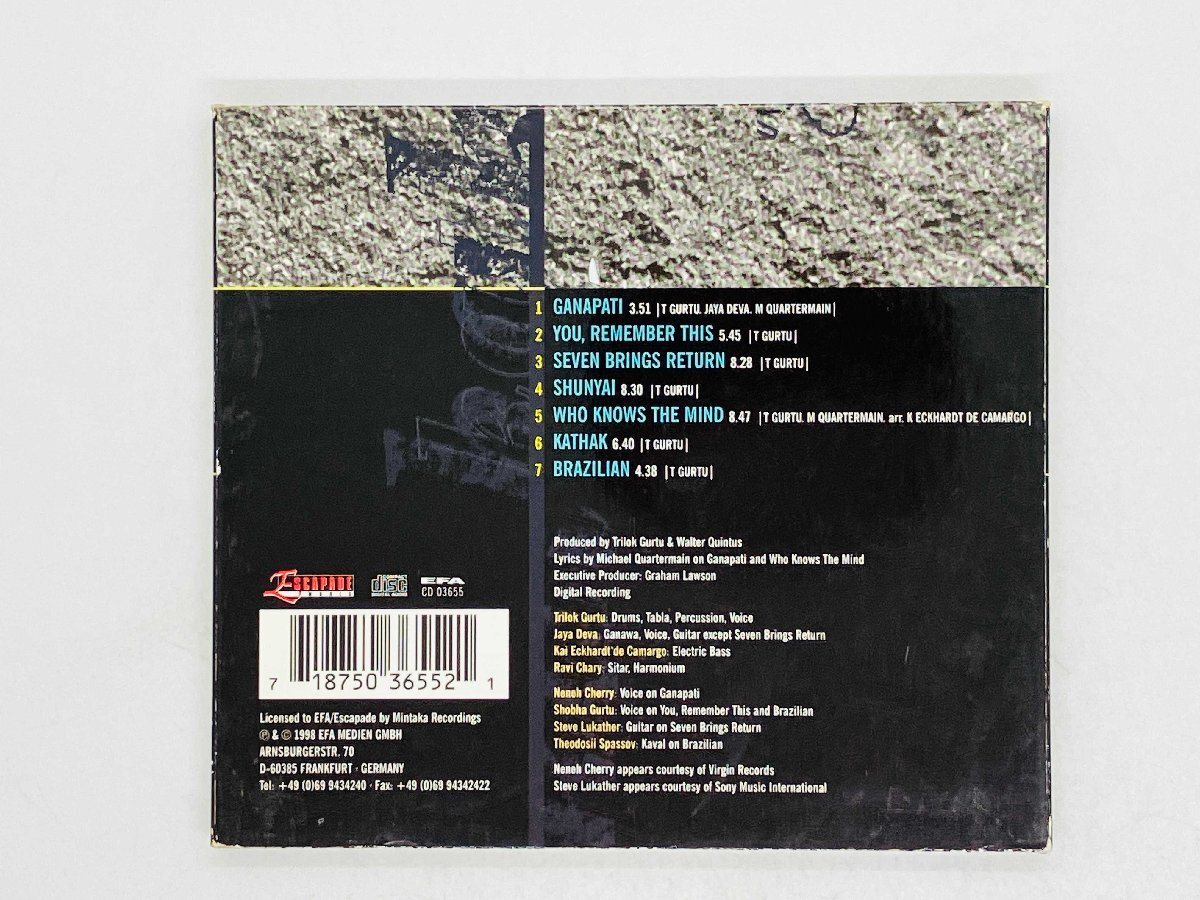 1 GANAPATI 3.51 |T GURTU. JAYA DEVA. M QUARTERMAIN|
2 YOU, REMEMBER THIS 5.45 |T GURTU|
3 SEVEN BRINGS RETURN 8.28 |T GURTU|
4 SHUNYAI 8.30 |T GURTU|
5 WHO KNOWS THE MIND 8.47 |T GURTU. M QUARTERMAIN. arr. K ECKHARDT DE CAMARGO|
6 KATHAK 6.40 |T GURTU|
7 BRAZILIAN 4.38 |T GURTU|
Produced by Trilok Gurtu & Walter Quintus
Lyrics by Michael Quartermain on Ganapati and Who Knows The Mind
Executive Producer: Graham Lawson
Digital Recording
Trilok Gurtu: Drums, Tabla, Percussion, Voice
Jaya Deva: Ganawa, Voice, Guitar except Seven Brings Return
Kai Eckhardt de Camargo: Electric Bass
Ravi Chary: Sitar, Harmonium
Neneh Cherry: Voice on Ganapati
Shobha Gurtu: Voice on You, Remember This and Brazilian
Steve Lukather: Guitar on Seven Brings Return
Theodosii Spassov: Kaval on Brazilian
Neneh Cherry appears courtesy of Virgin Records
Steve Lukather appears courtesy of Sony Music International
ESCAPADE
disc
EFA
CD 03655
7 18750 36552 1
Licensed to EFA/Escapade by Mintaka Recordings
℗ & © 1998 EFA MEDIEN GMBH
ARNSBURGERSTR. 70
D-60385 FRANKFURT · GERMANY
Tel: +49 (0)69 9434240 · Fax: +49 (0)69 94342422